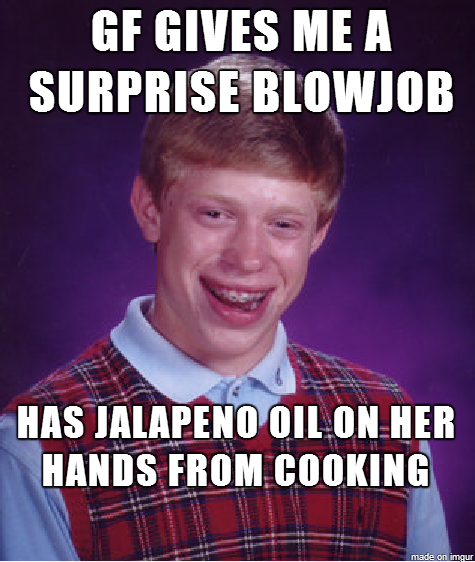 GF GIVES ME A
SURPRISE BLOWJOB
HAS JALAPENO OIL ON HER
HANDS FROM COOKING
made on imgur